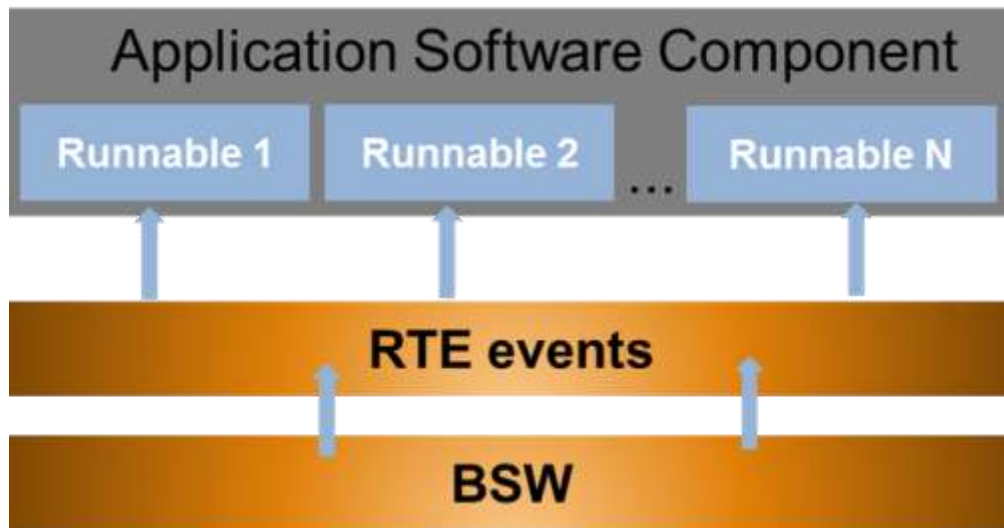 Application Software Component
Runnable 1 Runnable 2 ... Runnable N
RTE events
BSW